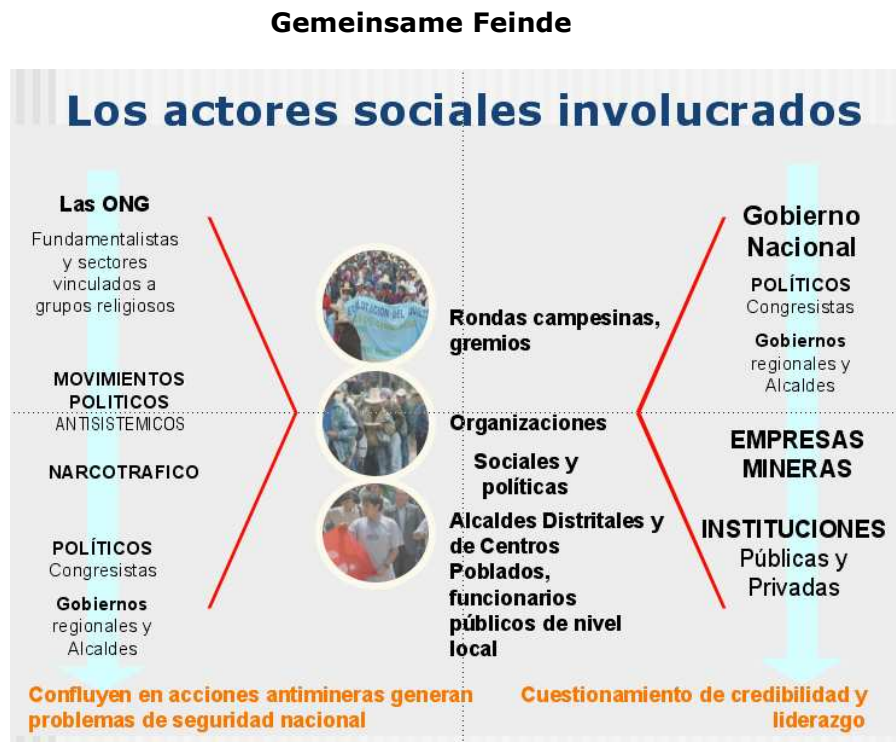 Gemeinsame Feinde
Los actores sociales involucrados
Las ONG
Fundamentalistas
y sectores
vinculados a
grupos religiosos
MOVIMIENTOS
POLITICOS
ANTISISTEMICOS
NARCOTRAFICO
POLÍTICOS
Congresistas
Gobiernos
regionales y
Alcaldes
Confluyen en acciones antimineras generan
problemas de seguridad nacional
Rondas campesinas,
gremios
Organizaciones
Sociales y
políticas
Alcaldes Distritales y
de Centros
Poblados,
funcionarios
públicos de nivel
local
Gobierno
Nacional
POLÍTICOS
Congresistas
Gobiernos
regionales y
Alcaldes
EMPRESAS
MINERAS
INSTITUCIONES
Públicas y
Privadas
Cuestionamiento de credibilidad y
liderazgo